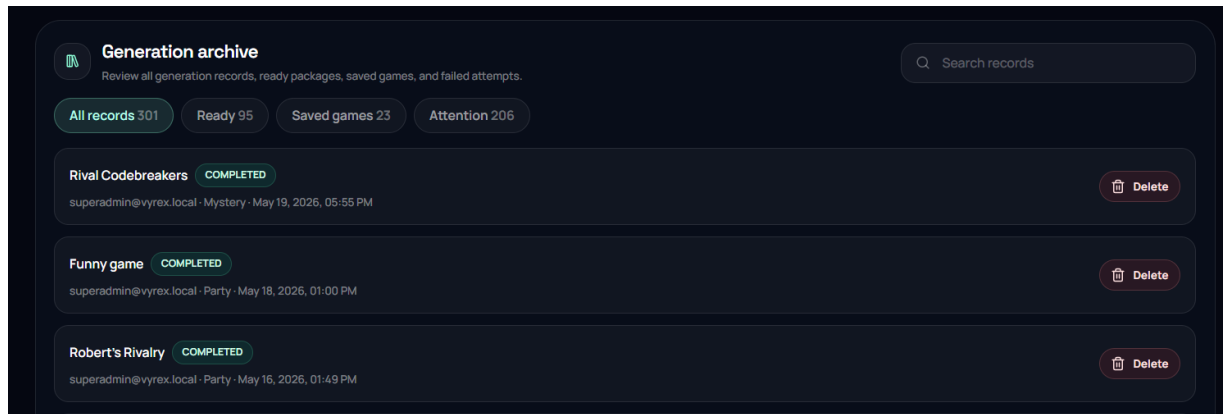 Generation archive
Review all generation records, ready packages, saved games, and failed attempts.
Search records
All records 301
Ready 95
Saved games 23
Attention 206
Rival Codebreakers COMPLETED
superadmin@vyrex.local · Mystery · May 19, 2026, 05:55 PM
Delete
Funny game COMPLETED
superadmin@vyrex.local · Party · May 18, 2026, 01:00 PM
Delete
Robert's Rivalry COMPLETED
superadmin@vyrex.local · Party · May 16, 2026, 01:49 PM
Delete